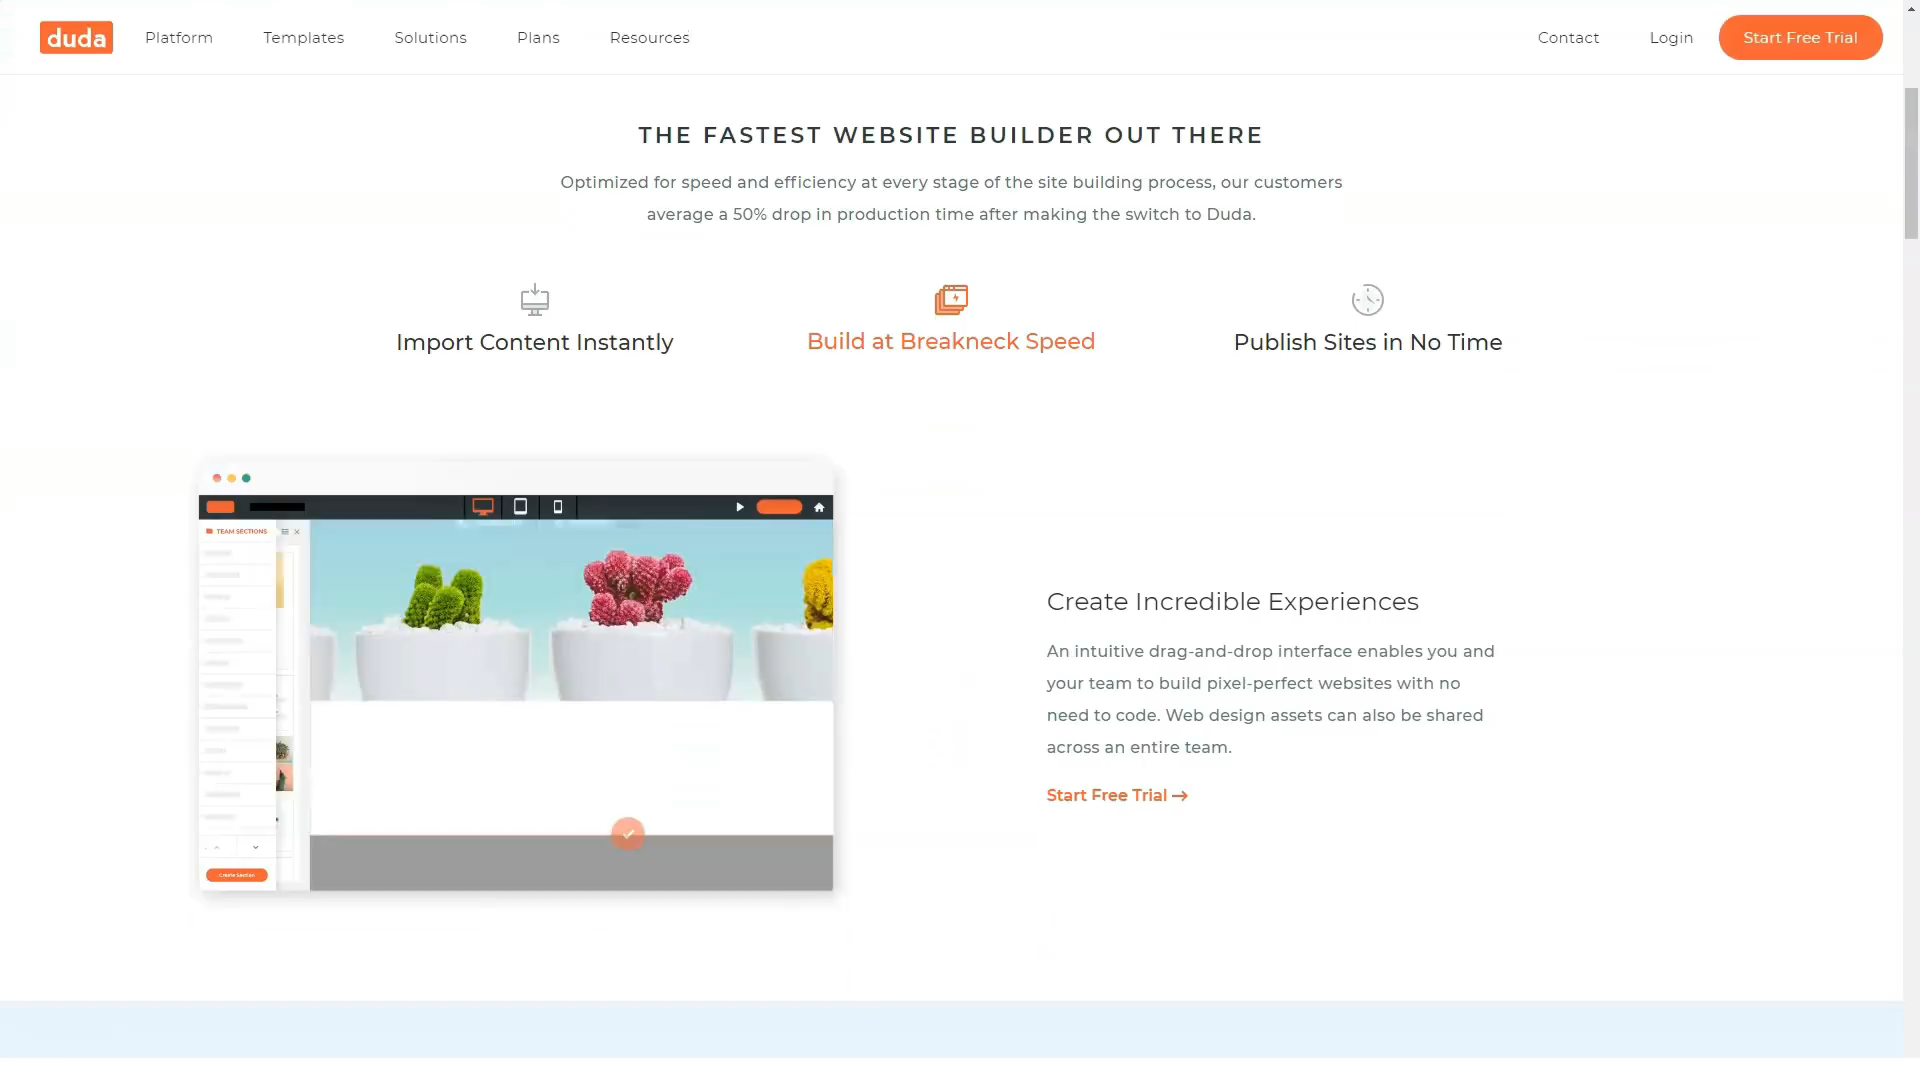 duda
Platform
Templates
Solutions
Plans
Resources
Contact
Login
Start Free Trial
THE FASTEST WEBSITE BUILDER OUT THERE
Optimized for speed and efficiency at every stage of the site building process, our customers
average a 50% drop in production time after making the switch to Duda.
Import Content Instantly
Build at Breakneck Speed
Publish Sites in No Time
TEAM SECTIONS
Create Section
Create Incredible Experiences
An intuitive drag-and-drop interface enables you and
your team to build pixel-perfect websites with no
need to code. Web design assets can also be shared
across an entire team.
Start Free Trial →